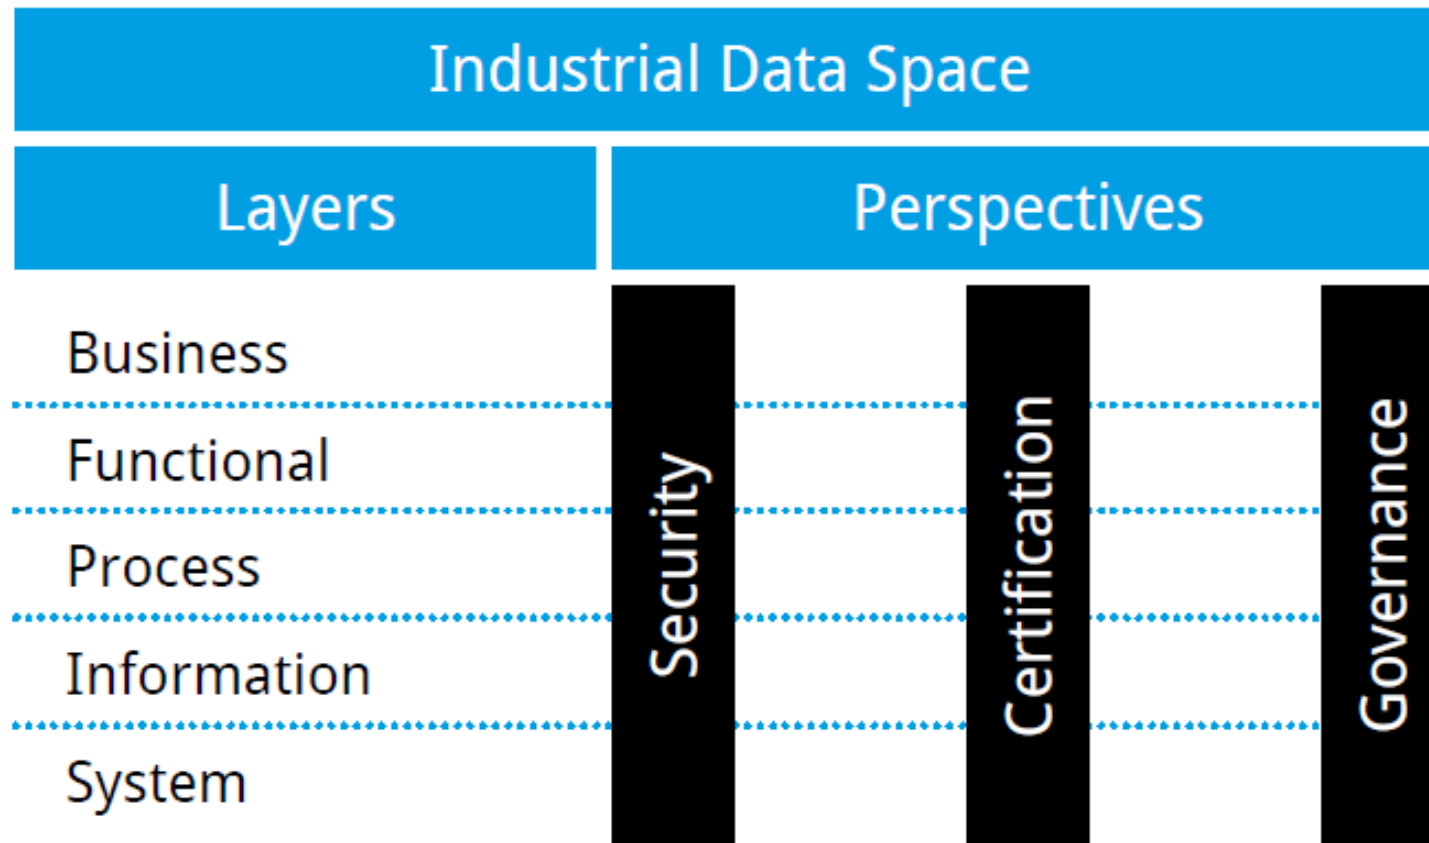 Industrial Data Space
Layers
Perspectives
Business
Functional
Process
Information
System
Security
Certification
Governance